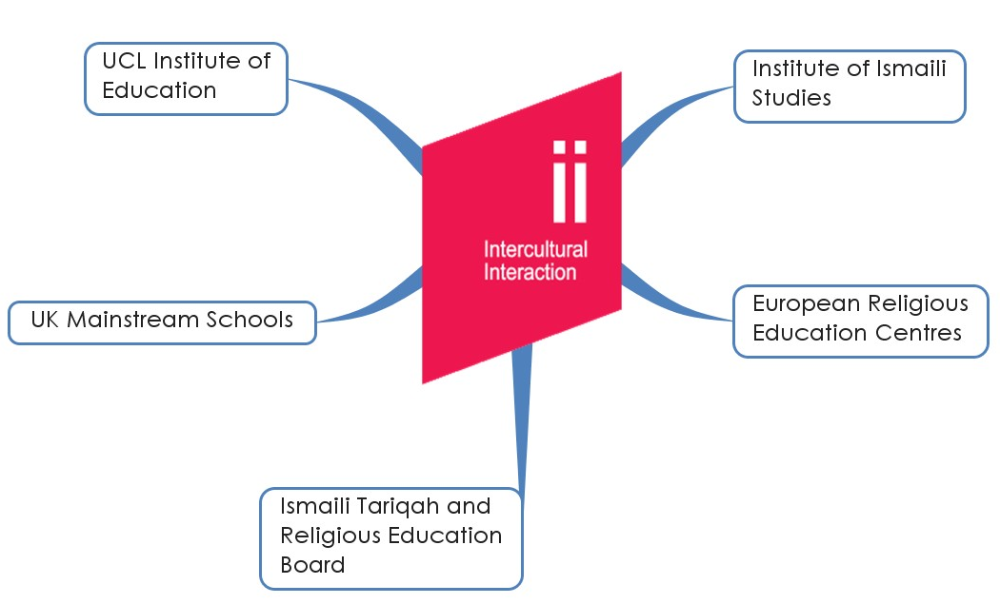 UCL Institute of
Education
Institute of Ismaili
Studies
ii
Intercultural
Interaction
UK Mainstream Schools
European Religious
Education Centres
Ismaili Tariqah and
Religious Education
Board